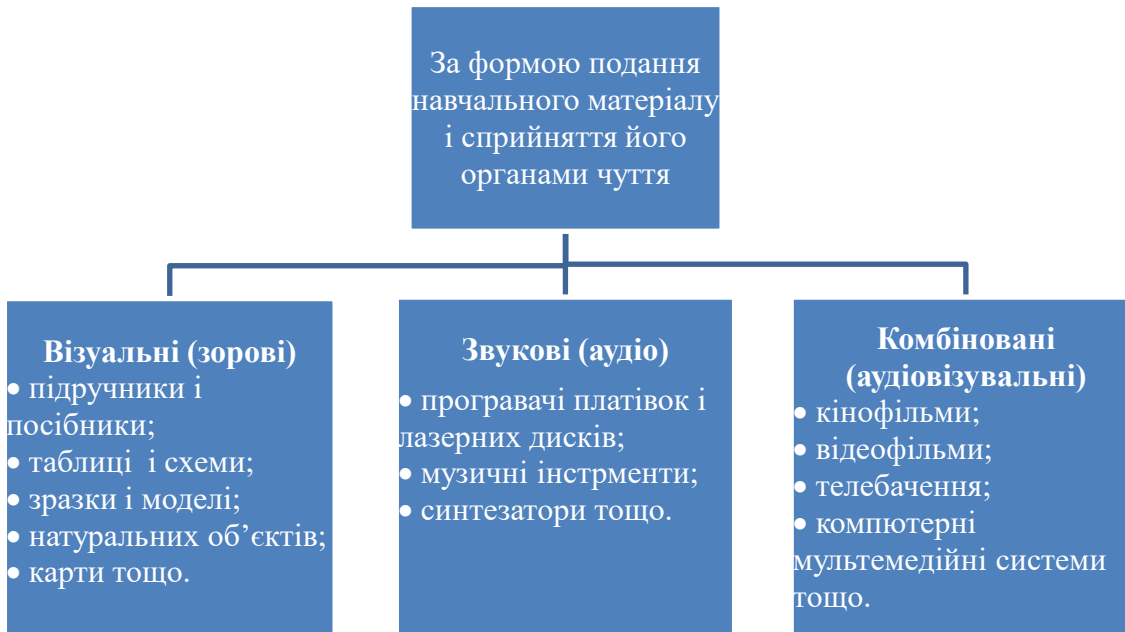 За формою подання
навчального матеріалу
і сприйняття його
органами чуття
Візуальні (зорові)
• підручники і
посібники;
• таблиці і схеми;
• зразки і моделі;
• натуральних об’єктів;
• карти тощо.
Звукові (аудіо)
• програвачі платівок і
лазерних дисків;
• музичні інстрменти;
• синтезатори тощо.
Комбіновані
(аудіовізувальні)
• кінофільми;
• відеофільми;
• телебачення;
• компютерні
мультемедійні системи
тощо.